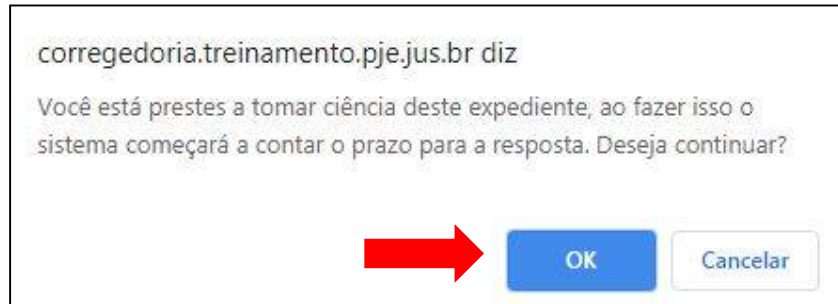 corregedoria.treinamento.pje.jus.br diz
Você está prestes a tomar ciência deste expediente, ao fazer isso o
sistema começará a contar o prazo para a resposta. Deseja continuar?
OK Cancelar